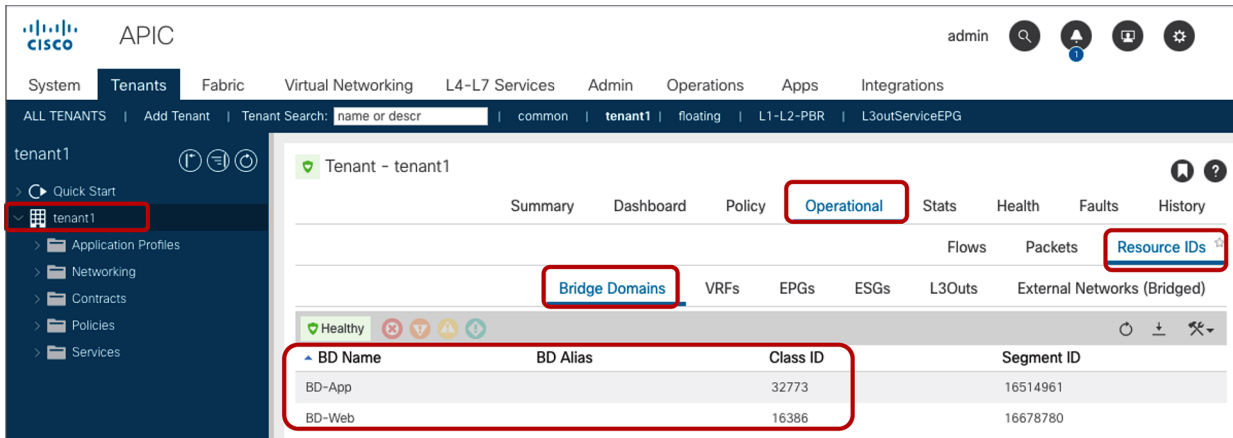 CISCO APIC admin
1
System Tenants Fabric Virtual Networking L4-L7 Services Admin Operations Apps Integrations
ALL TENANTS | Add Tenant | Tenant Search: name or descr | common | tenant1 | floating | L1-L2-PBR | L3outServiceEPG
tenant1
Quick Start
tenant1
Application Profiles
Networking
Contracts
Policies
Services
Tenant - tenant1
?
Summary Dashboard Policy Operational Stats Health Faults History
Flows Packets Resource IDs
Bridge Domains VRFs EPGs ESGs L3Outs External Networks (Bridged)
Healthy
BD Name BD Alias Class ID Segment ID
BD-App 32773 16514961
BD-Web 16386 16678780